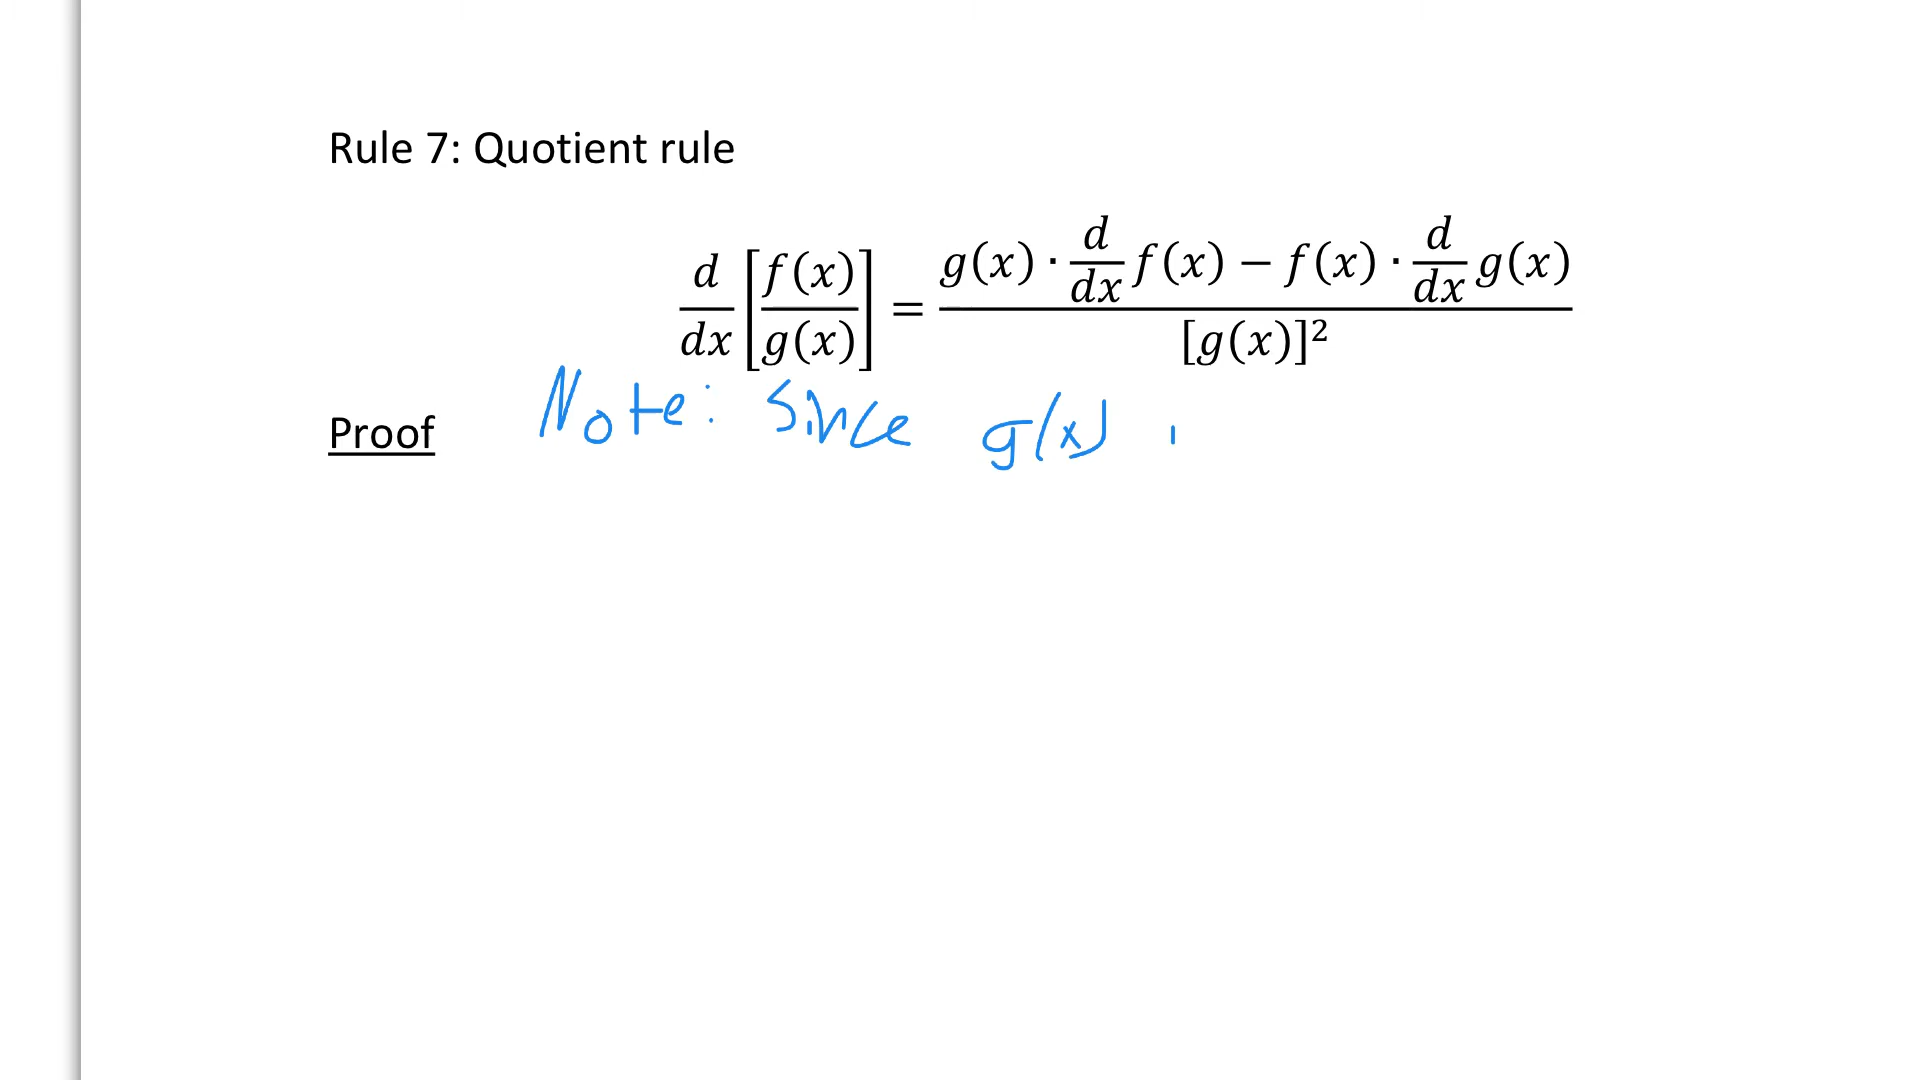 Rule 7: Quotient rule
d/dx [f(x)/g(x)] = (g(x) · d/dx f(x) − f(x) · d/dx g(x)) / [g(x)]²
Proof Note: Since g(x)